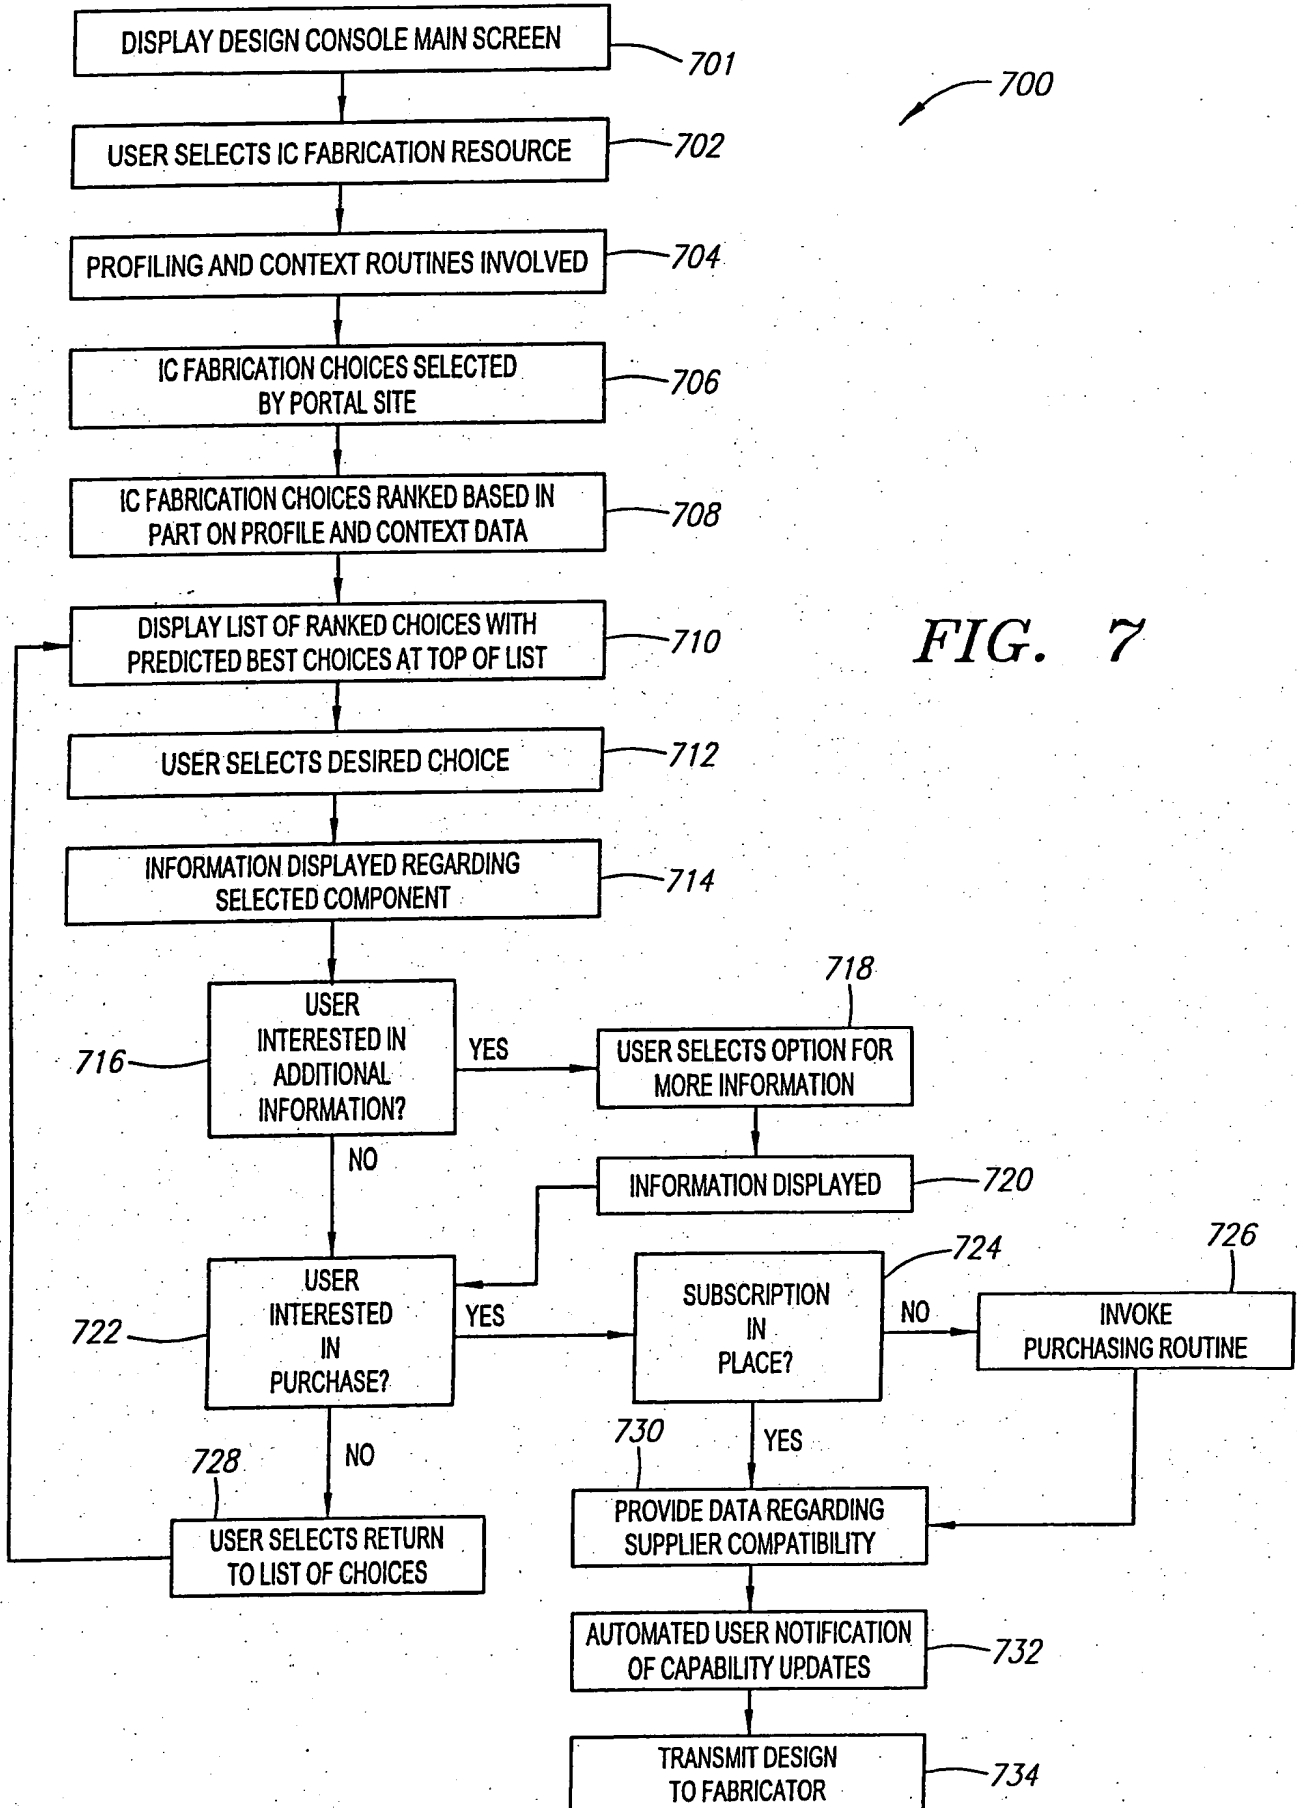 DISPLAY DESIGN CONSOLE MAIN SCREEN
701
700
USER SELECTS IC FABRICATION RESOURCE
702
PROFILING AND CONTEXT ROUTINES INVOLVED
704
IC FABRICATION CHOICES SELECTED
BY PORTAL SITE
706
IC FABRICATION CHOICES RANKED BASED IN
PART ON PROFILE AND CONTEXT DATA
708
DISPLAY LIST OF RANKED CHOICES WITH
PREDICTED BEST CHOICES AT TOP OF LIST
710
FIG. 7
USER SELECTS DESIRED CHOICE
712
INFORMATION DISPLAYED REGARDING
SELECTED COMPONENT
714
USER
INTERESTED IN
ADDITIONAL
INFORMATION?
716
YES
NO
718
USER SELECTS OPTION FOR
MORE INFORMATION
INFORMATION DISPLAYED
720
USER
INTERESTED
IN
PURCHASE?
722
YES
NO
SUBSCRIPTION
IN
PLACE?
724
NO
YES
726
INVOKE
PURCHASING ROUTINE
728
USER SELECTS RETURN
TO LIST OF CHOICES
730
PROVIDE DATA REGARDING
SUPPLIER COMPATIBILITY
AUTOMATED USER NOTIFICATION
OF CAPABILITY UPDATES
732
TRANSMIT DESIGN
TO FABRICATOR
734